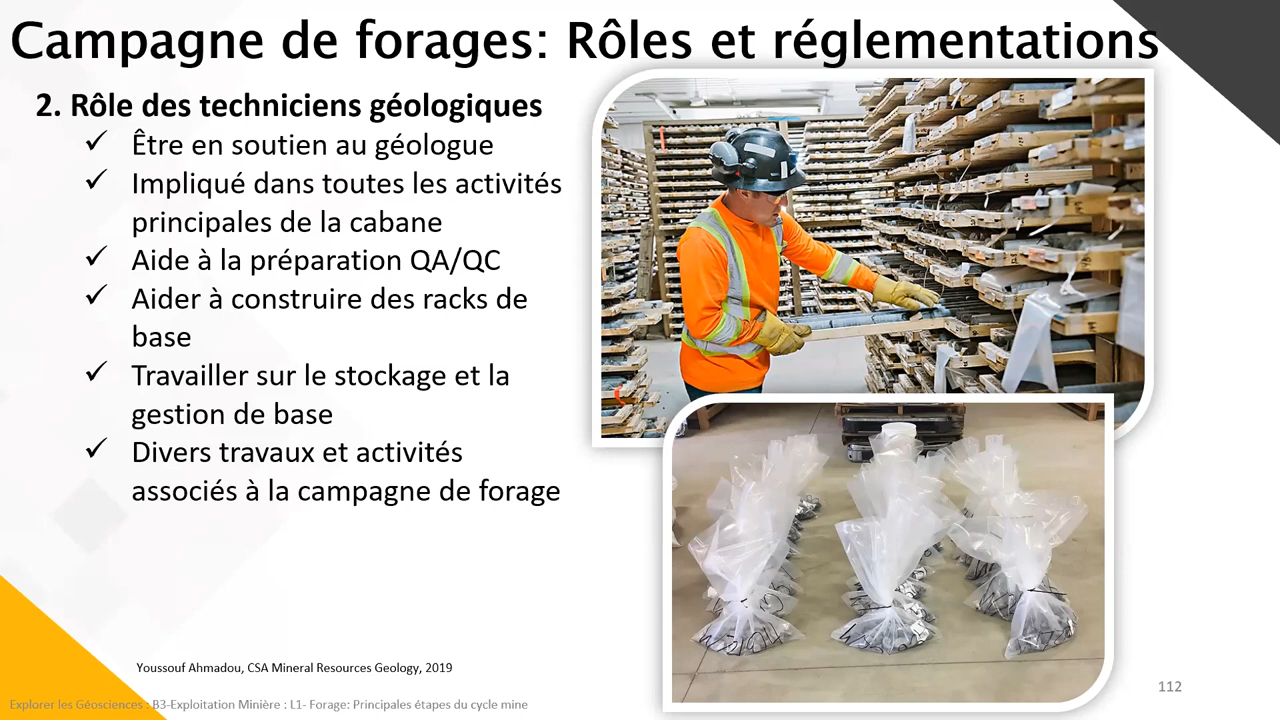 Campagne de forages: Rôles et réglementations
2. Rôle des techniciens géologiques
✓ Être en soutien au géologue
✓ Impliqué dans toutes les activités
principales de la cabane
✓ Aide à la préparation QA/QC
✓ Aider à construire des racks de
base
✓ Travailler sur le stockage et la
gestion de base
✓ Divers travaux et activités
associés à la campagne de forage
Youssouf Ahmadou, CSA Mineral Resources Geology, 2019
Explorer les Géosciences : B3-Exploitation Minière : L1- Forage: Principales étapes du cycle mine
112